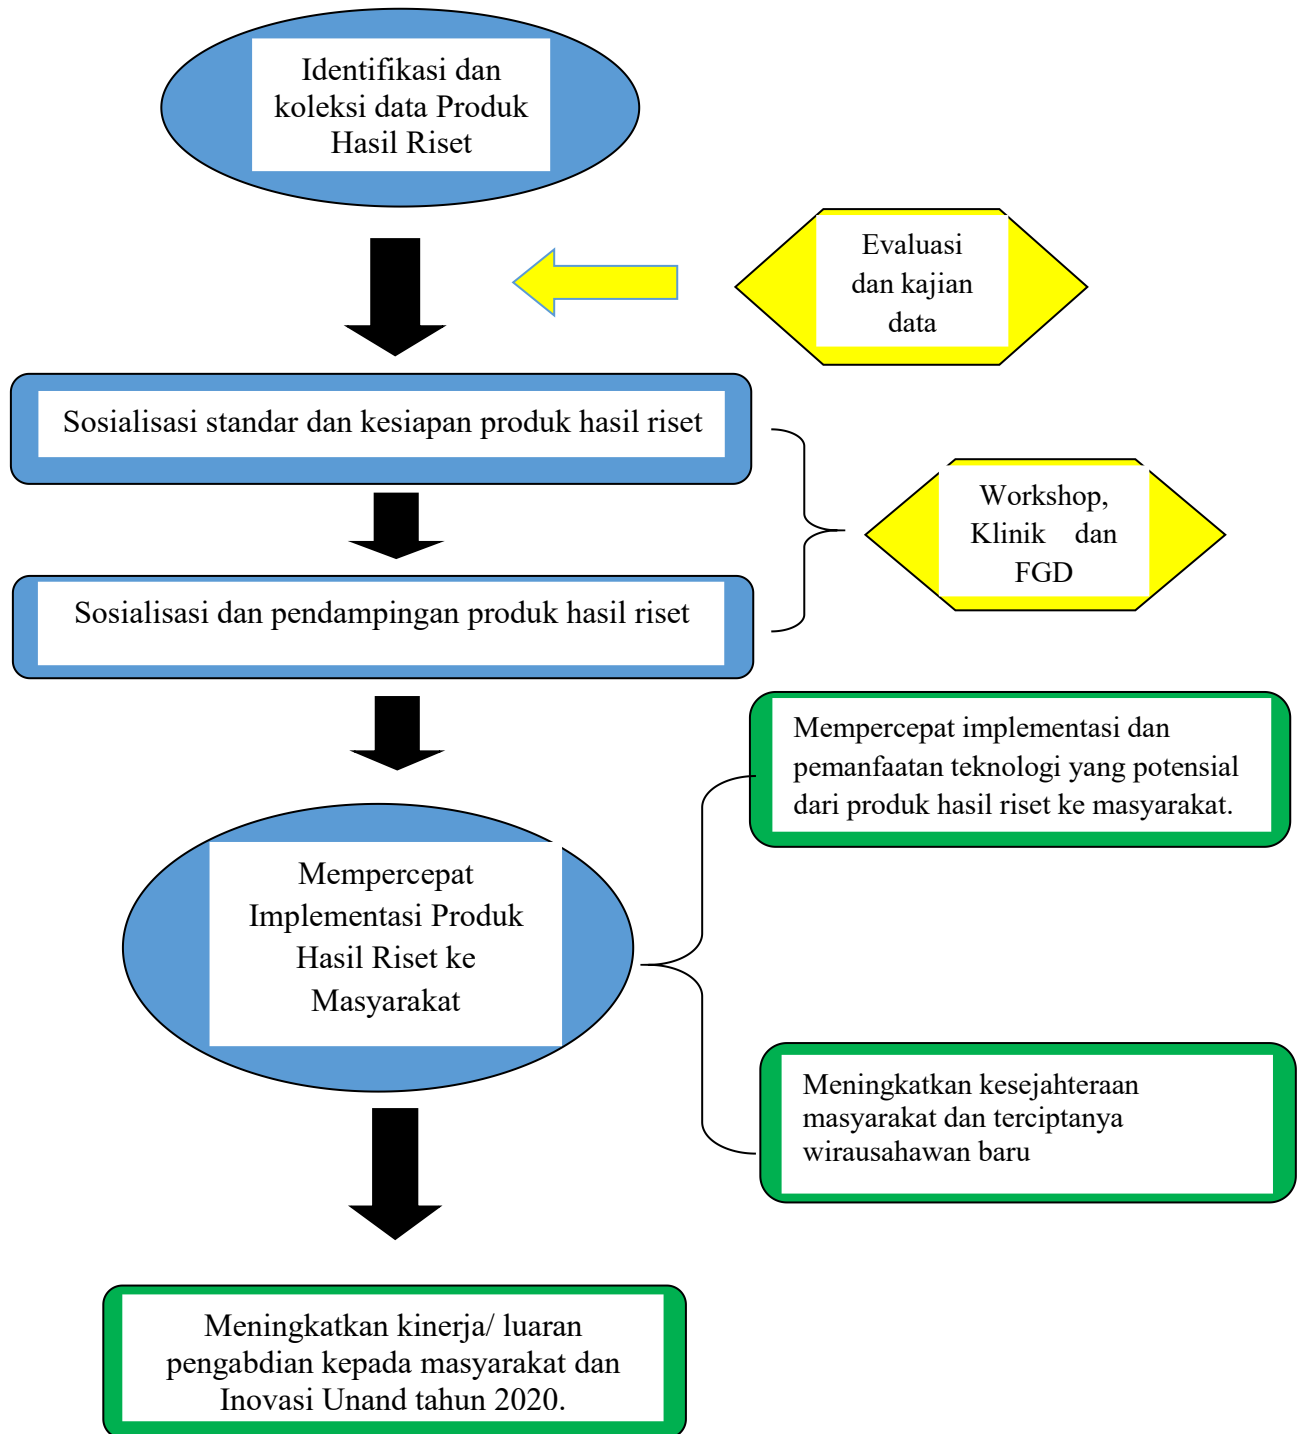 Identifikasi dan
koleksi data Produk
Hasil Riset
Evaluasi
dan kajian
data
Sosialisasi standar dan kesiapan produk hasil riset
Workshop,
Klinik dan
FGD
Sosialisasi dan pendampingan produk hasil riset
Mempercepat implementasi dan
pemanfaatan teknologi yang potensial
dari produk hasil riset ke masyarakat.
Mempercepat
Implementasi Produk
Hasil Riset ke
Masyarakat
Meningkatkan kesejahteraan
masyarakat dan terciptanya
wirausahawan baru
Meningkatkan kinerja/ luaran
pengabdian kepada masyarakat dan
Inovasi Unand tahun 2020.